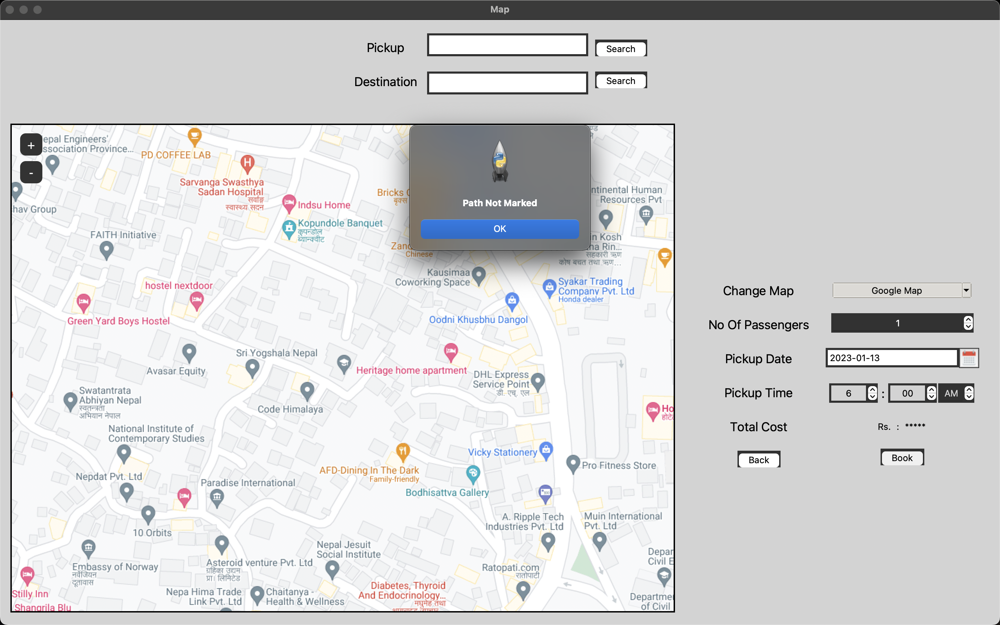 Map
Pickup
Search
Destination
Search
+
-
epal Engineers'
ssociation Province...
PD COFFEE LAB
H
Sarvanga Swasthya
Sadan Hospital
सर्वाङ्ग
स्वास्थ्य सदन
Indsu Home
Kopundole Banquet
कुपन्डोल
ब्यान्क्वीट
Bricks
बृक्स
Path Not Marked
OK
ntinental Human
Resources Pvt
hav Group
FAITH Initiative
Zand
Chinese
in Kosh
na Rin...
सहकारी ऋण
कोष बचत तथा ऋण...
Kausimaa
Coworking Space
hostel nextdoor
Syakar Trading
Company Pvt. Ltd
Honda dealer
Green Yard Boys Hostel
Oodni Khusbhu Dangol
Sri Yogshala Nepal
Avasar Equity
Heritage home apartment
DHL Express
Service Point
डी. एच्. एल
Swatantrata
Abhiyan Nepal
स्वतन्त्रता
अभियान नेपाल
Code Himalaya
Ho
होटे
National Institute of
Contemporary Studies
Vicky Stationery
Pro Fitness Store
AFD-Dining In The Dark
Family-friendly
Nepdat Pvt. Ltd
Paradise International
Bodhisattva Gallery
100
A. Ripple Tech
Industries Pvt. Ltd
Muin International
Pvt. Ltd
10 Orbits
Nepal Jesuit
Social Institute
Depar
Civil E
Embassy of Norway
नर्वेजियन
दूतावास
Asteroid venture Pvt. Ltd
ग्रहिका उद्यम
प्रा। लिमिटेड
Ratopati.com
रातोपाटी
Stilly Inn
Shangrila Blu
Nepa Hima Trade
Link Pvt. Ltd
Chaitanya -
Health & Wellness
Diabetes, Thyroid
And Endocrinology...
मधुमेह तथा
Departme
of Civil
Change Map
Google Map
No Of Passengers
1
Pickup Date
2023-01-13
Pickup Time
6 : 00 AM
Total Cost
Rs. : *****
Back
Book